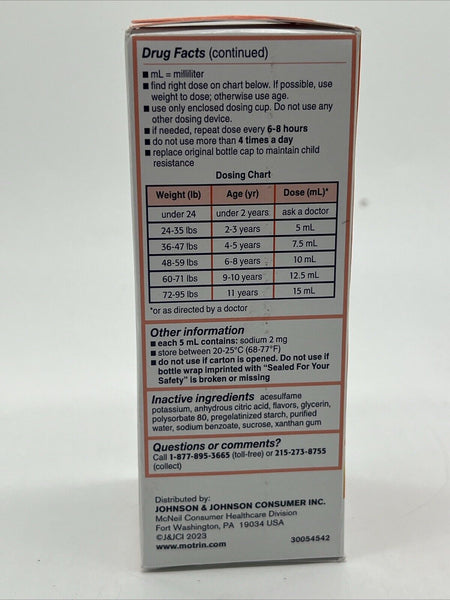 Drug Facts (continued)
■ mL = milliliter
■ find right dose on chart below. If possible, use
weight to dose; otherwise use age.
■ use only enclosed dosing cup. Do not use any
other dosing device.
■ if needed, repeat dose every 6-8 hours
■ do not use more than 4 times a day
■ replace original bottle cap to maintain child
resistance
Dosing Chart
Weight (lb) Age (yr) Dose (mL)*
under 24 under 2 years ask a doctor
24-35 lbs 2-3 years 5 mL
36-47 lbs 4-5 years 7.5 mL
48-59 lbs 6-8 years 10 mL
60-71 lbs 9-10 years 12.5 mL
72-95 lbs 11 years 15 mL
*or as directed by a doctor
Other information
■ each 5 mL contains: sodium 2 mg
■ store between 20-25°C (68-77°F)
■ do not use if carton is opened. Do not use if
bottle wrap imprinted with “Sealed For Your
Safety” is broken or missing
Inactive ingredients acesulfame
potassium, anhydrous citric acid, flavors, glycerin,
polysorbate 80, pregelatinized starch, purified
water, sodium benzoate, sucrose, xanthan gum
Questions or comments?
Call 1-877-895-3665 (toll-free) or 215-273-8755
(collect)
Distributed by:
JOHNSON & JOHNSON CONSUMER INC.
McNeil Consumer Healthcare Division
Fort Washington, PA 19034 USA
©J&JCI 2023
www.motrin.com 30054542